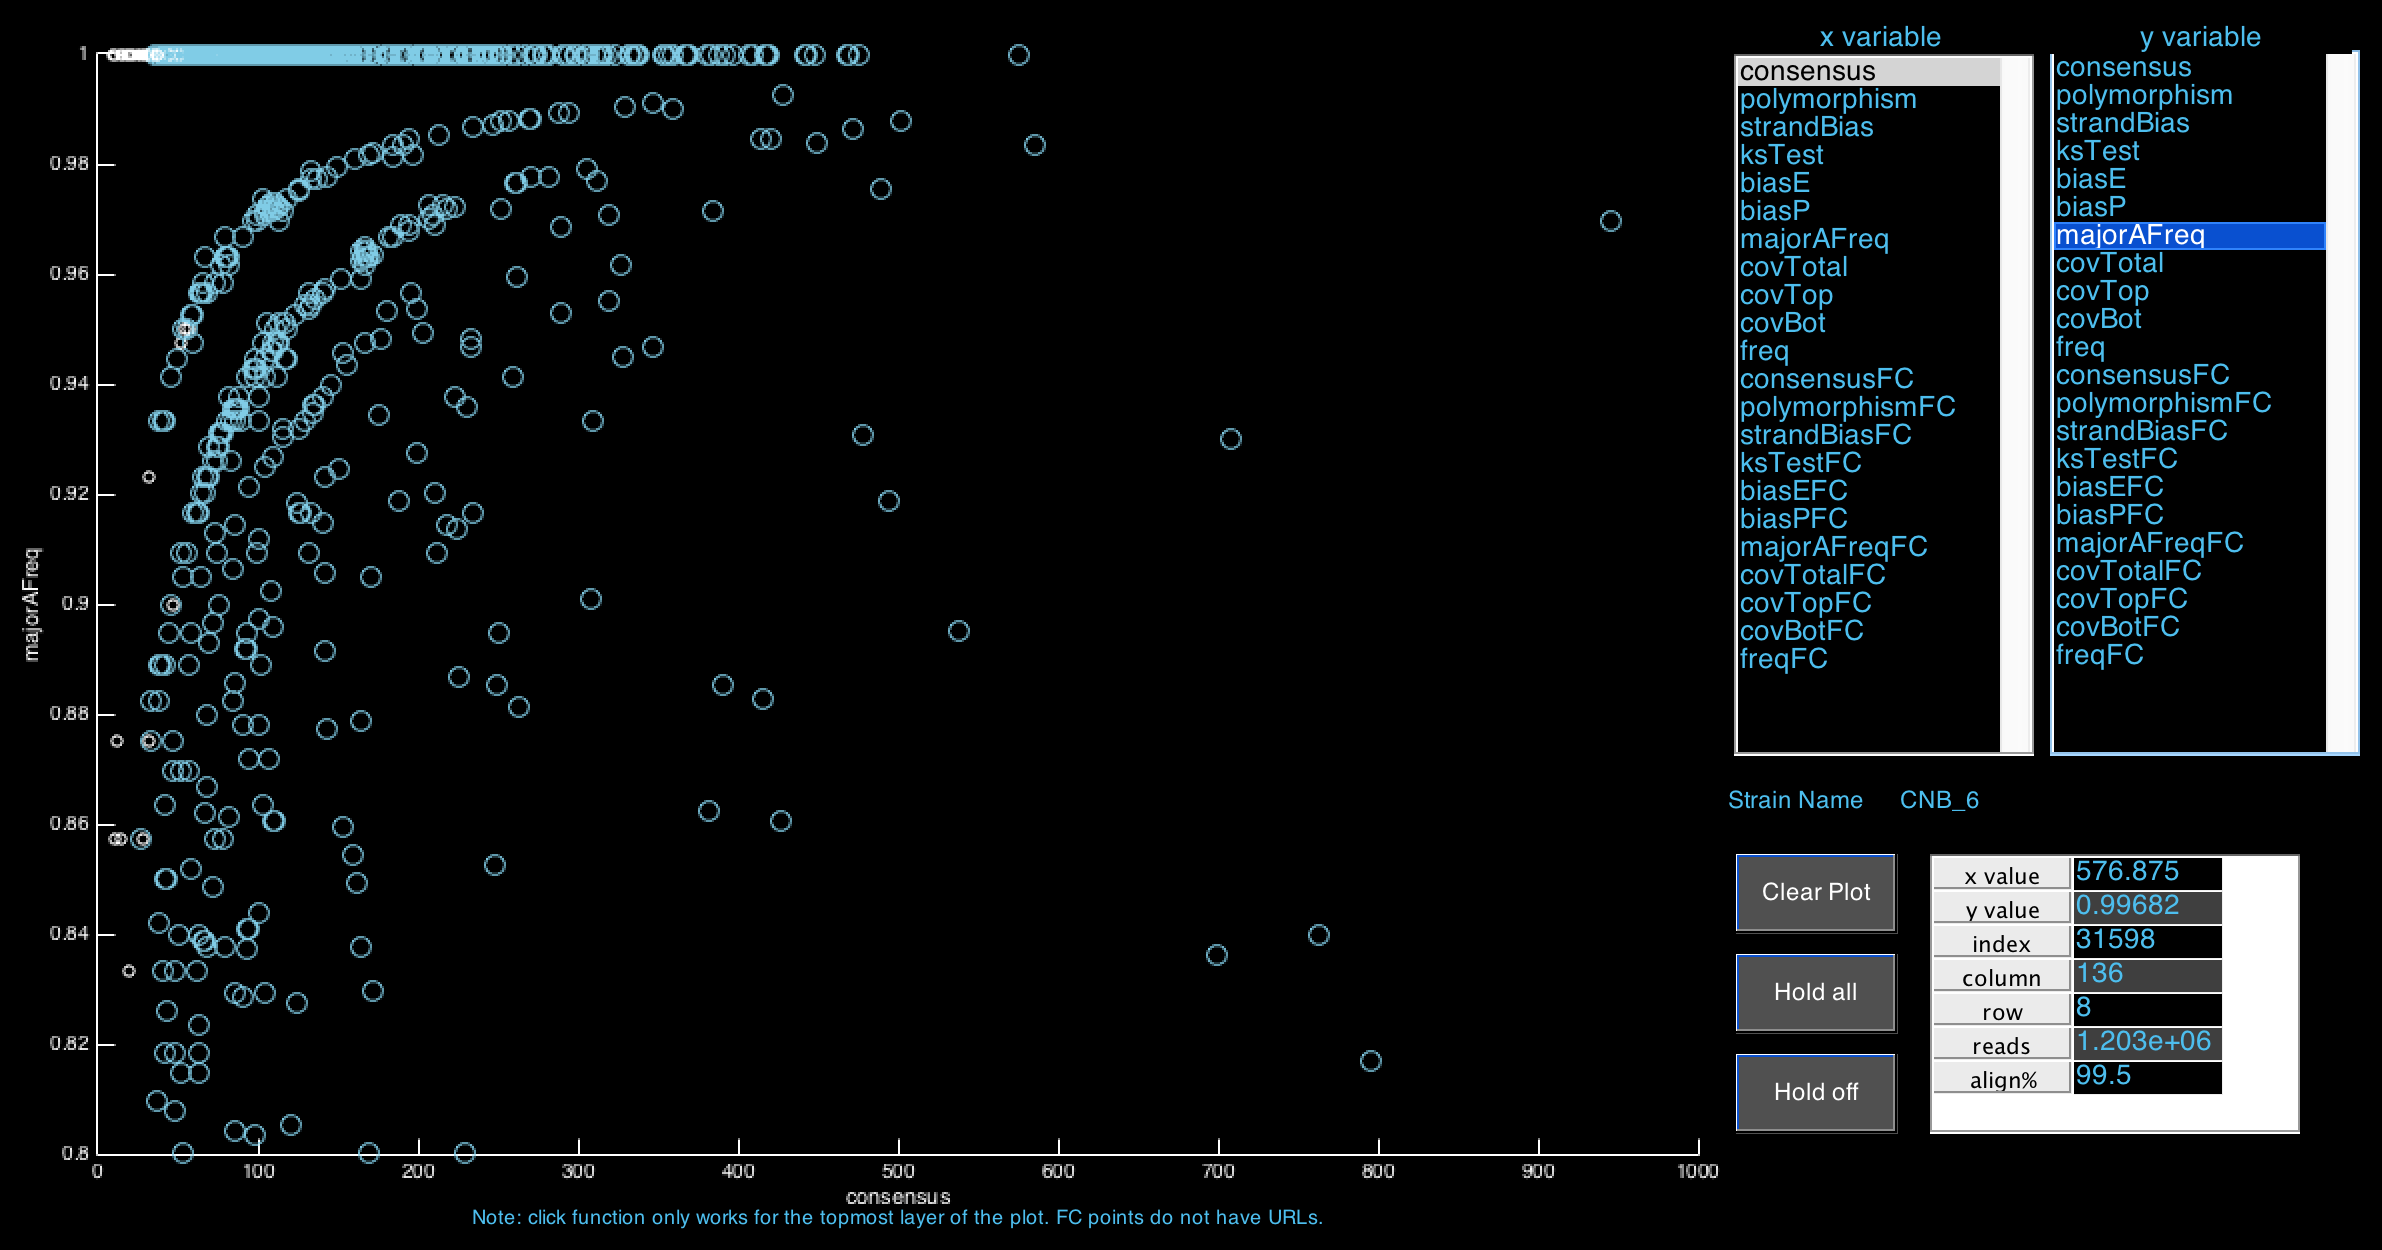 x variable
y variable
consensus
polymorphism
strandBias
ksTest
biasE
biasP
majorAFreq
covTotal
covTop
covBot
freq
consensusFC
polymorphismFC
strandBiasFC
ksTestFC
biasEFC
biasPFC
majorAFreqFC
covTotalFC
covTopFC
covBotFC
freqFC
consensus
polymorphism
strandBias
ksTest
biasE
biasP
majorAFreq
covTotal
covTop
covBot
freq
consensusFC
polymorphismFC
strandBiasFC
ksTestFC
biasEFC
biasPFC
majorAFreqFC
covTotalFC
covTopFC
covBotFC
freqFC
1
0.98
0.96
0.94
0.92
0.9
0.88
0.86
0.84
0.82
0.8
majorAFreq
0 100 200 300 400 500 600 700 800 900 1000
consensus
Note: click function only works for the topmost layer of the plot. FC points do not have URLs.
Strain Name CNB_6
Clear Plot
Hold all
Hold off
x value 576.875
y value 0.99682
index 31598
column 136
row 8
reads 1.203e+06
align% 99.5